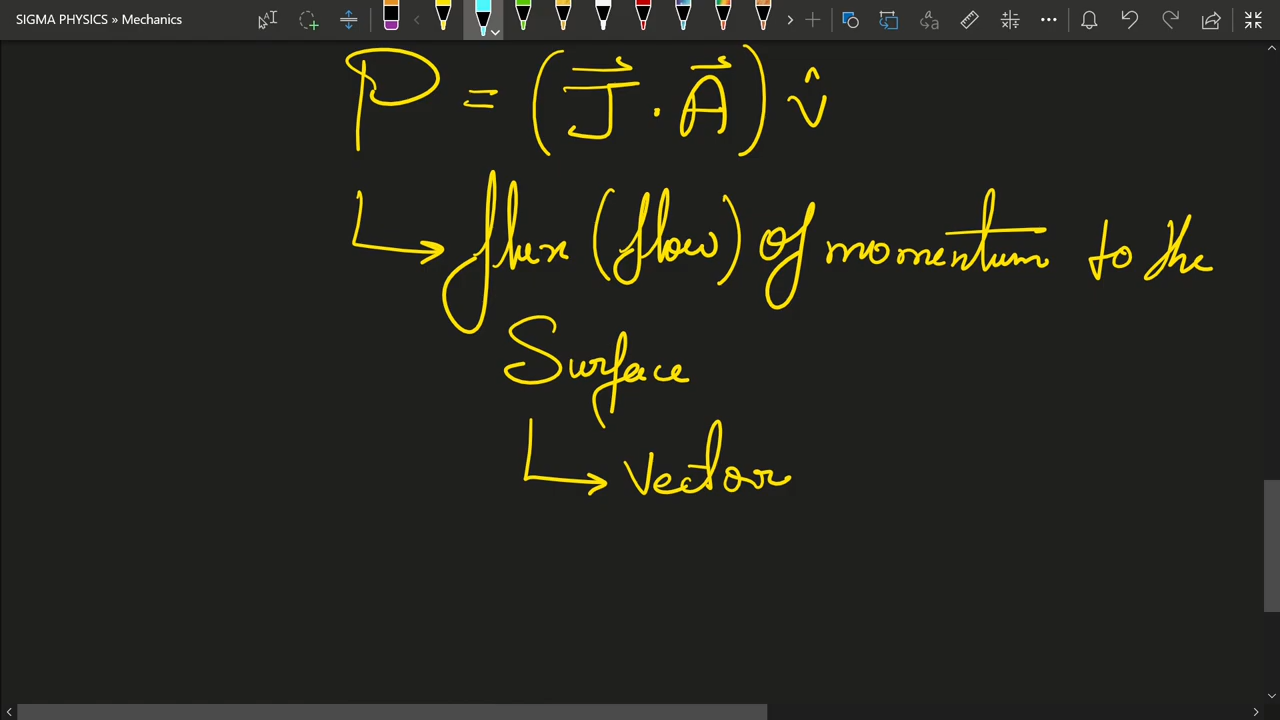 SIGMA PHYSICS » Mechanics
P = (J⃗ · A⃗) v̂
flux (flow) of momentum to the
Surface
Vector